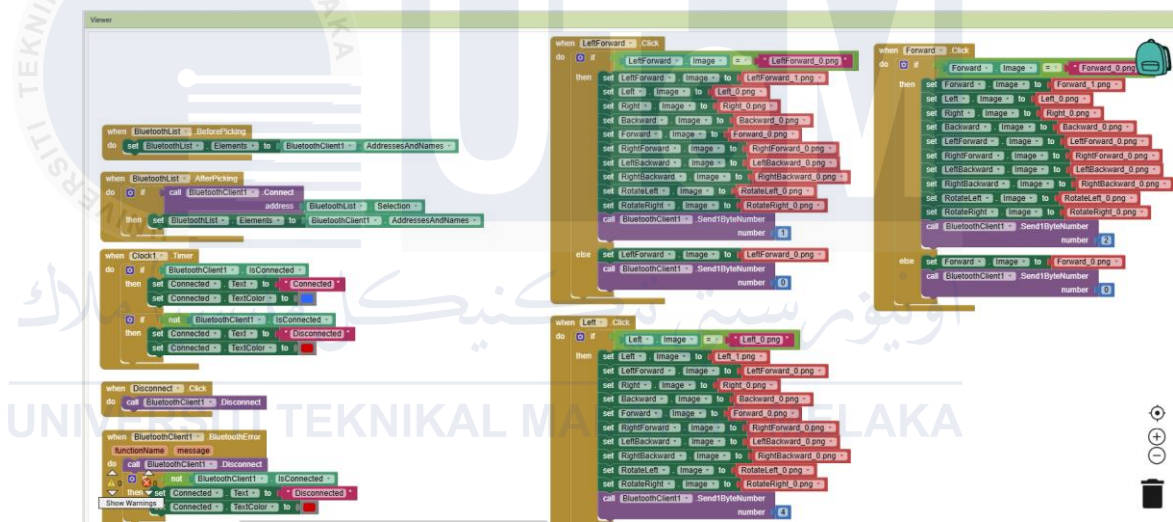 Viewer
when BluetoothList .BeforePicking
do set BluetoothList . Elements to BluetoothClient1 . AddressesAndNames
when BluetoothList .AfterPicking
do if call BluetoothClient1 .Connect
address BluetoothList . Selection
then set BluetoothList . Elements to BluetoothClient1 . AddressesAndNames
when Clock1 .Timer
do if BluetoothClient1 . IsConnected
then set Connected . Text to " Connected "
set Connected . TextColor to
if not BluetoothClient1 . IsConnected
then set Connected . Text to " Disconnected "
set Connected . TextColor to
when Disconnect .Click
do call BluetoothClient1 .Disconnect
when BluetoothClient1 .BluetoothError
functionName message
do call BluetoothClient1 .Disconnect
if not BluetoothClient1 . IsConnected
then set Connected . Text to " Disconnected "
set Connected . TextColor to
0 0
Show Warnings
when LeftForward .Click
do if LeftForward . Image = " LeftForward_0.png "
then set LeftForward . Image to LeftForward_1.png
set Left . Image to Left_0.png
set Right . Image to Right_0.png
set Backward . Image to Backward_0.png
set Forward . Image to Forward_0.png
set RightForward . Image to RightForward_0.png
set LeftBackward . Image to LeftBackward_0.png
set RightBackward . Image to RightBackward_0.png
set RotateLeft . Image to RotateLeft_0.png
set RotateRight . Image to RotateRight_0.png
call BluetoothClient1 .Send1ByteNumber
number 1
else set LeftForward . Image to LeftForward_0.png
call BluetoothClient1 .Send1ByteNumber
number 0
when Left .Click
do if Left . Image = " Left_0.png "
then set Left . Image to Left_1.png
set LeftForward . Image to LeftForward_0.png
set Right . Image to Right_0.png
set Backward . Image to Backward_0.png
set Forward . Image to Forward_0.png
set RightForward . Image to RightForward_0.png
set LeftBackward . Image to LeftBackward_0.png
set RightBackward . Image to RightBackward_0.png
set RotateLeft . Image to RotateLeft_0.png
set RotateRight . Image to RotateRight_0.png
call BluetoothClient1 .Send1ByteNumber
number 4
when Forward .Click
do if Forward . Image = " Forward_0.png
then set Forward . Image to Forward_1.png
set Left . Image to Left_0.png
set Right . Image to Right_0.png
set Backward . Image to Backward_0.png
set LeftForward . Image to LeftForward_0.png
set RightForward . Image to RightForward_0.png
set LeftBackward . Image to LeftBackward_0.png
set RightBackward . Image to RightBackward_0.png
set RotateLeft . Image to RotateLeft_0.png
set RotateRight . Image to RotateRight_0.png
call BluetoothClient1 .Send1ByteNumber
number 2
else set Forward . Image to Forward_0.png
call BluetoothClient1 .Send1ByteNumber
number 0